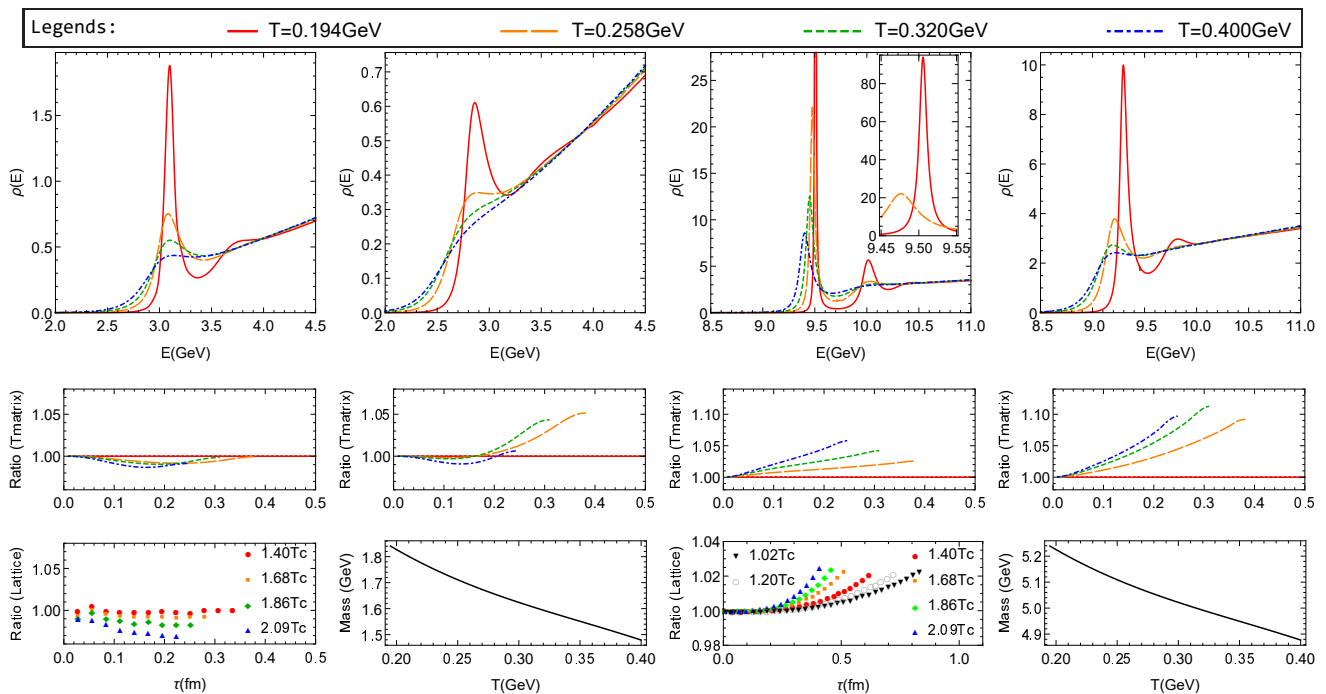 Legends: T=0.194GeV T=0.258GeV T=0.320GeV T=0.400GeV
ρ(E)
1.5
1.0
0.5
0
2.0 2.5 3.0 3.5 4.0 4.5
E(GeV)
ρ(E)
0.7
0.6
0.5
0.4
0.3
0.2
0.1
0.0
2.0 2.5 3.0 3.5 4.0 4.5
E(GeV)
ρ(E)
25
20
15
10
5
0
8.5 9.0 9.5 10.0 10.5 11.0
E(GeV)
80
60
40
20
0
9.45 9.50 9.55
ρ(E)
10
8
6
4
2
0
8.5 9.0 9.5 10.0 10.5 11.0
E(GeV)
Ratio (Tmatrix)
1.05
1.00
0.0 0.1 0.2 0.3 0.4 0.5
Ratio (Tmatrix)
1.05
1.00
0.0 0.1 0.2 0.3 0.4 0.5
Ratio (Tmatrix)
1.10
1.05
1.00
0.0 0.1 0.2 0.3 0.4 0.5
Ratio (Tmatrix)
1.10
1.05
1.00
0.0 0.1 0.2 0.3 0.4 0.5
Ratio (Lattice)
1.05
1.00
1.40Tc
1.68Tc
1.86Tc
2.09Tc
0.0 0.1 0.2 0.3 0.4 0.5
τ(fm)
Mass (GeV)
1.8
1.7
1.6
1.5
0.20 0.25 0.30 0.35 0.40
T(GeV)
Ratio (Lattice)
1.04
1.02
1.00
0.98
1.02Tc
1.20Tc
1.40Tc
1.68Tc
1.86Tc
2.09Tc
0.0 0.5 1.0
τ(fm)
Mass (GeV)
5.2
5.1
5.0
4.9
0.20 0.25 0.30 0.35 0.40
T(GeV)